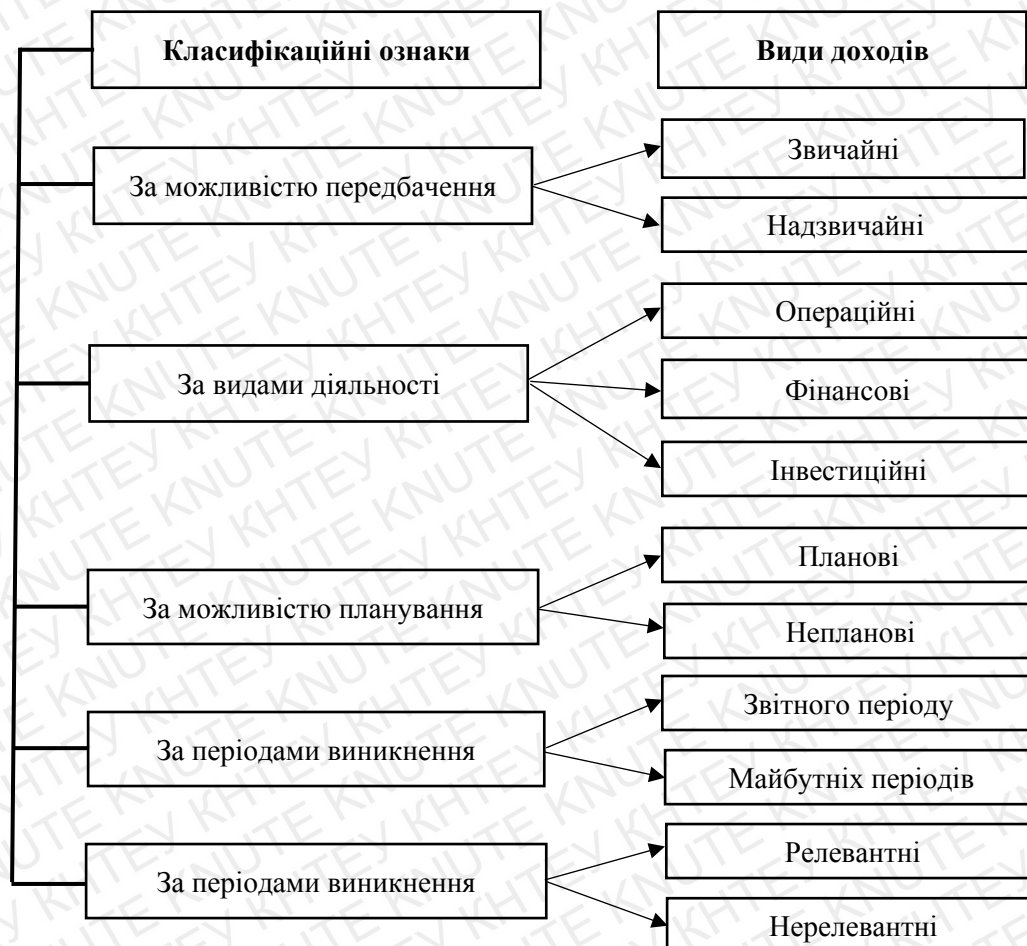 Класифікаційні ознаки
Види доходів
За можливістю передбачення
Звичайні
Надзвичайні
За видами діяльності
Операційні
Фінансові
Інвестиційні
За можливістю планування
Планові
Непланові
За періодами виникнення
Звітного періоду
Майбутніх періодів
За періодами виникнення
Релевантні
Нерелевантні